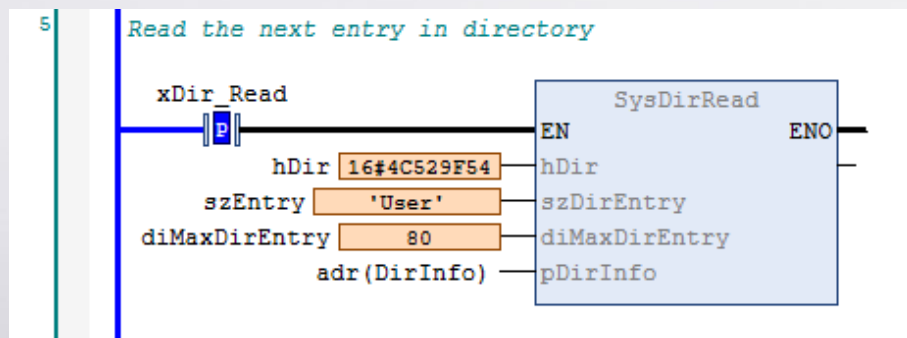 5
Read the next entry in directory
xDir_Read
SysDirRead
p
EN ENO
hDir 16#4C529F54 hDir
szEntry 'User' szDirEntry
diMaxDirEntry 80 diMaxDirEntry
adr(DirInfo) pDirInfo